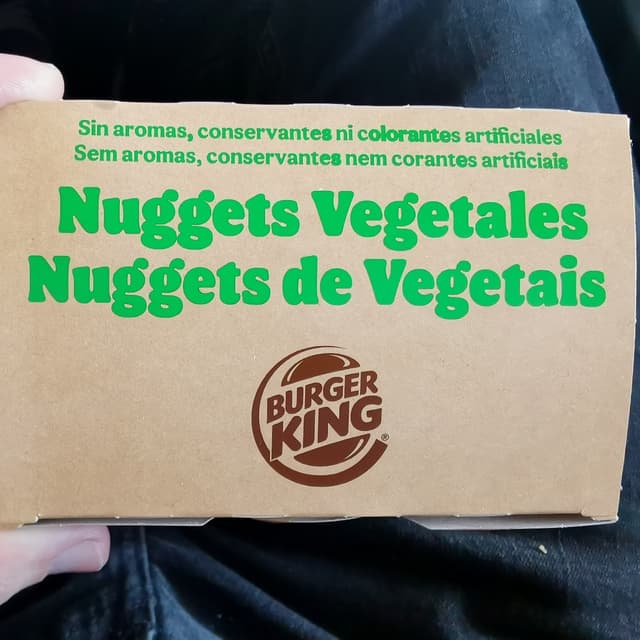 Sin aromas, conservantes ni colorantes artificiales
Sem aromas, conservantes nem corantes artificiais
Nuggets Vegetales
Nuggets de Vegetais
BURGER
KING
®